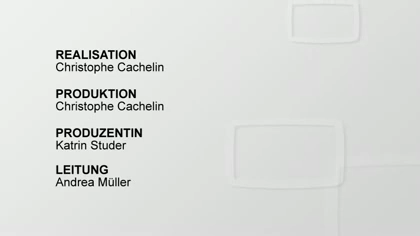 REALISATION
Christophe Cachelin
PRODUKTION
Christophe Cachelin
PRODUZENTIN
Katrin Studer
LEITUNG
Andrea Müller